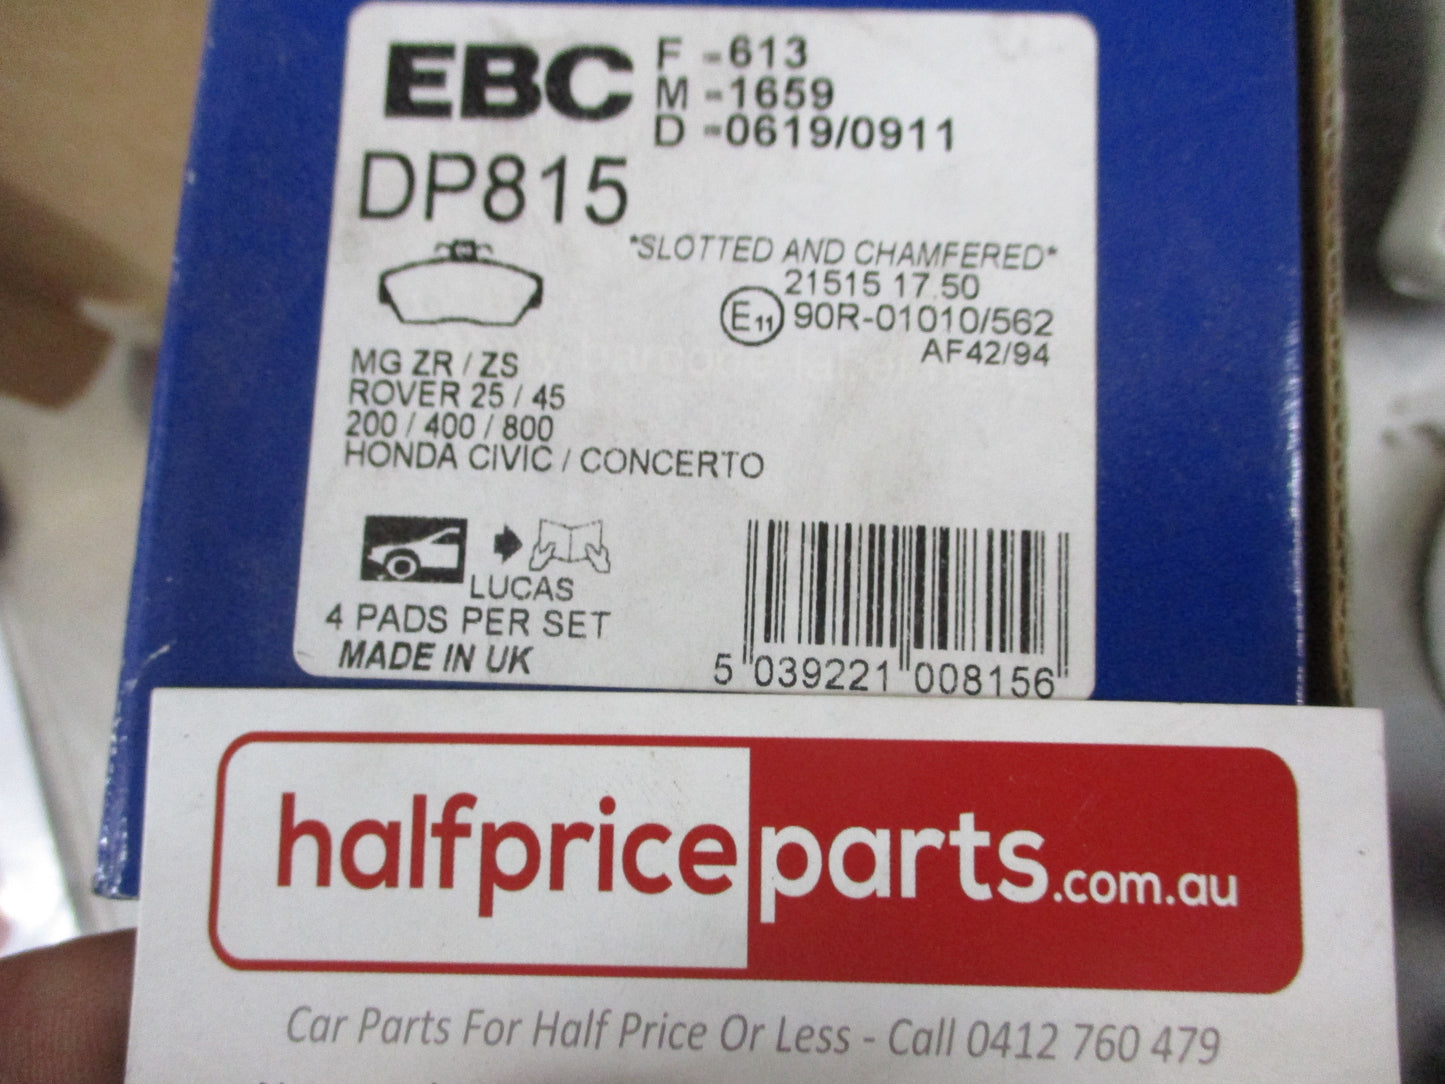 EBC
F -613
M -1659
D -0619/0911
DP815
*SLOTTED AND CHAMFERED*
21515 17.50
E11 90R-01010/562
AF42/94
MG ZR / ZS
ROVER 25 / 45
200 / 400 / 800
HONDA CIVIC / CONCERTO
LUCAS
4 PADS PER SET
MADE IN UK
5 039221 008156
halfpriceparts.com.au
Car Parts For Half Price Or Less - Call 0412 760 479